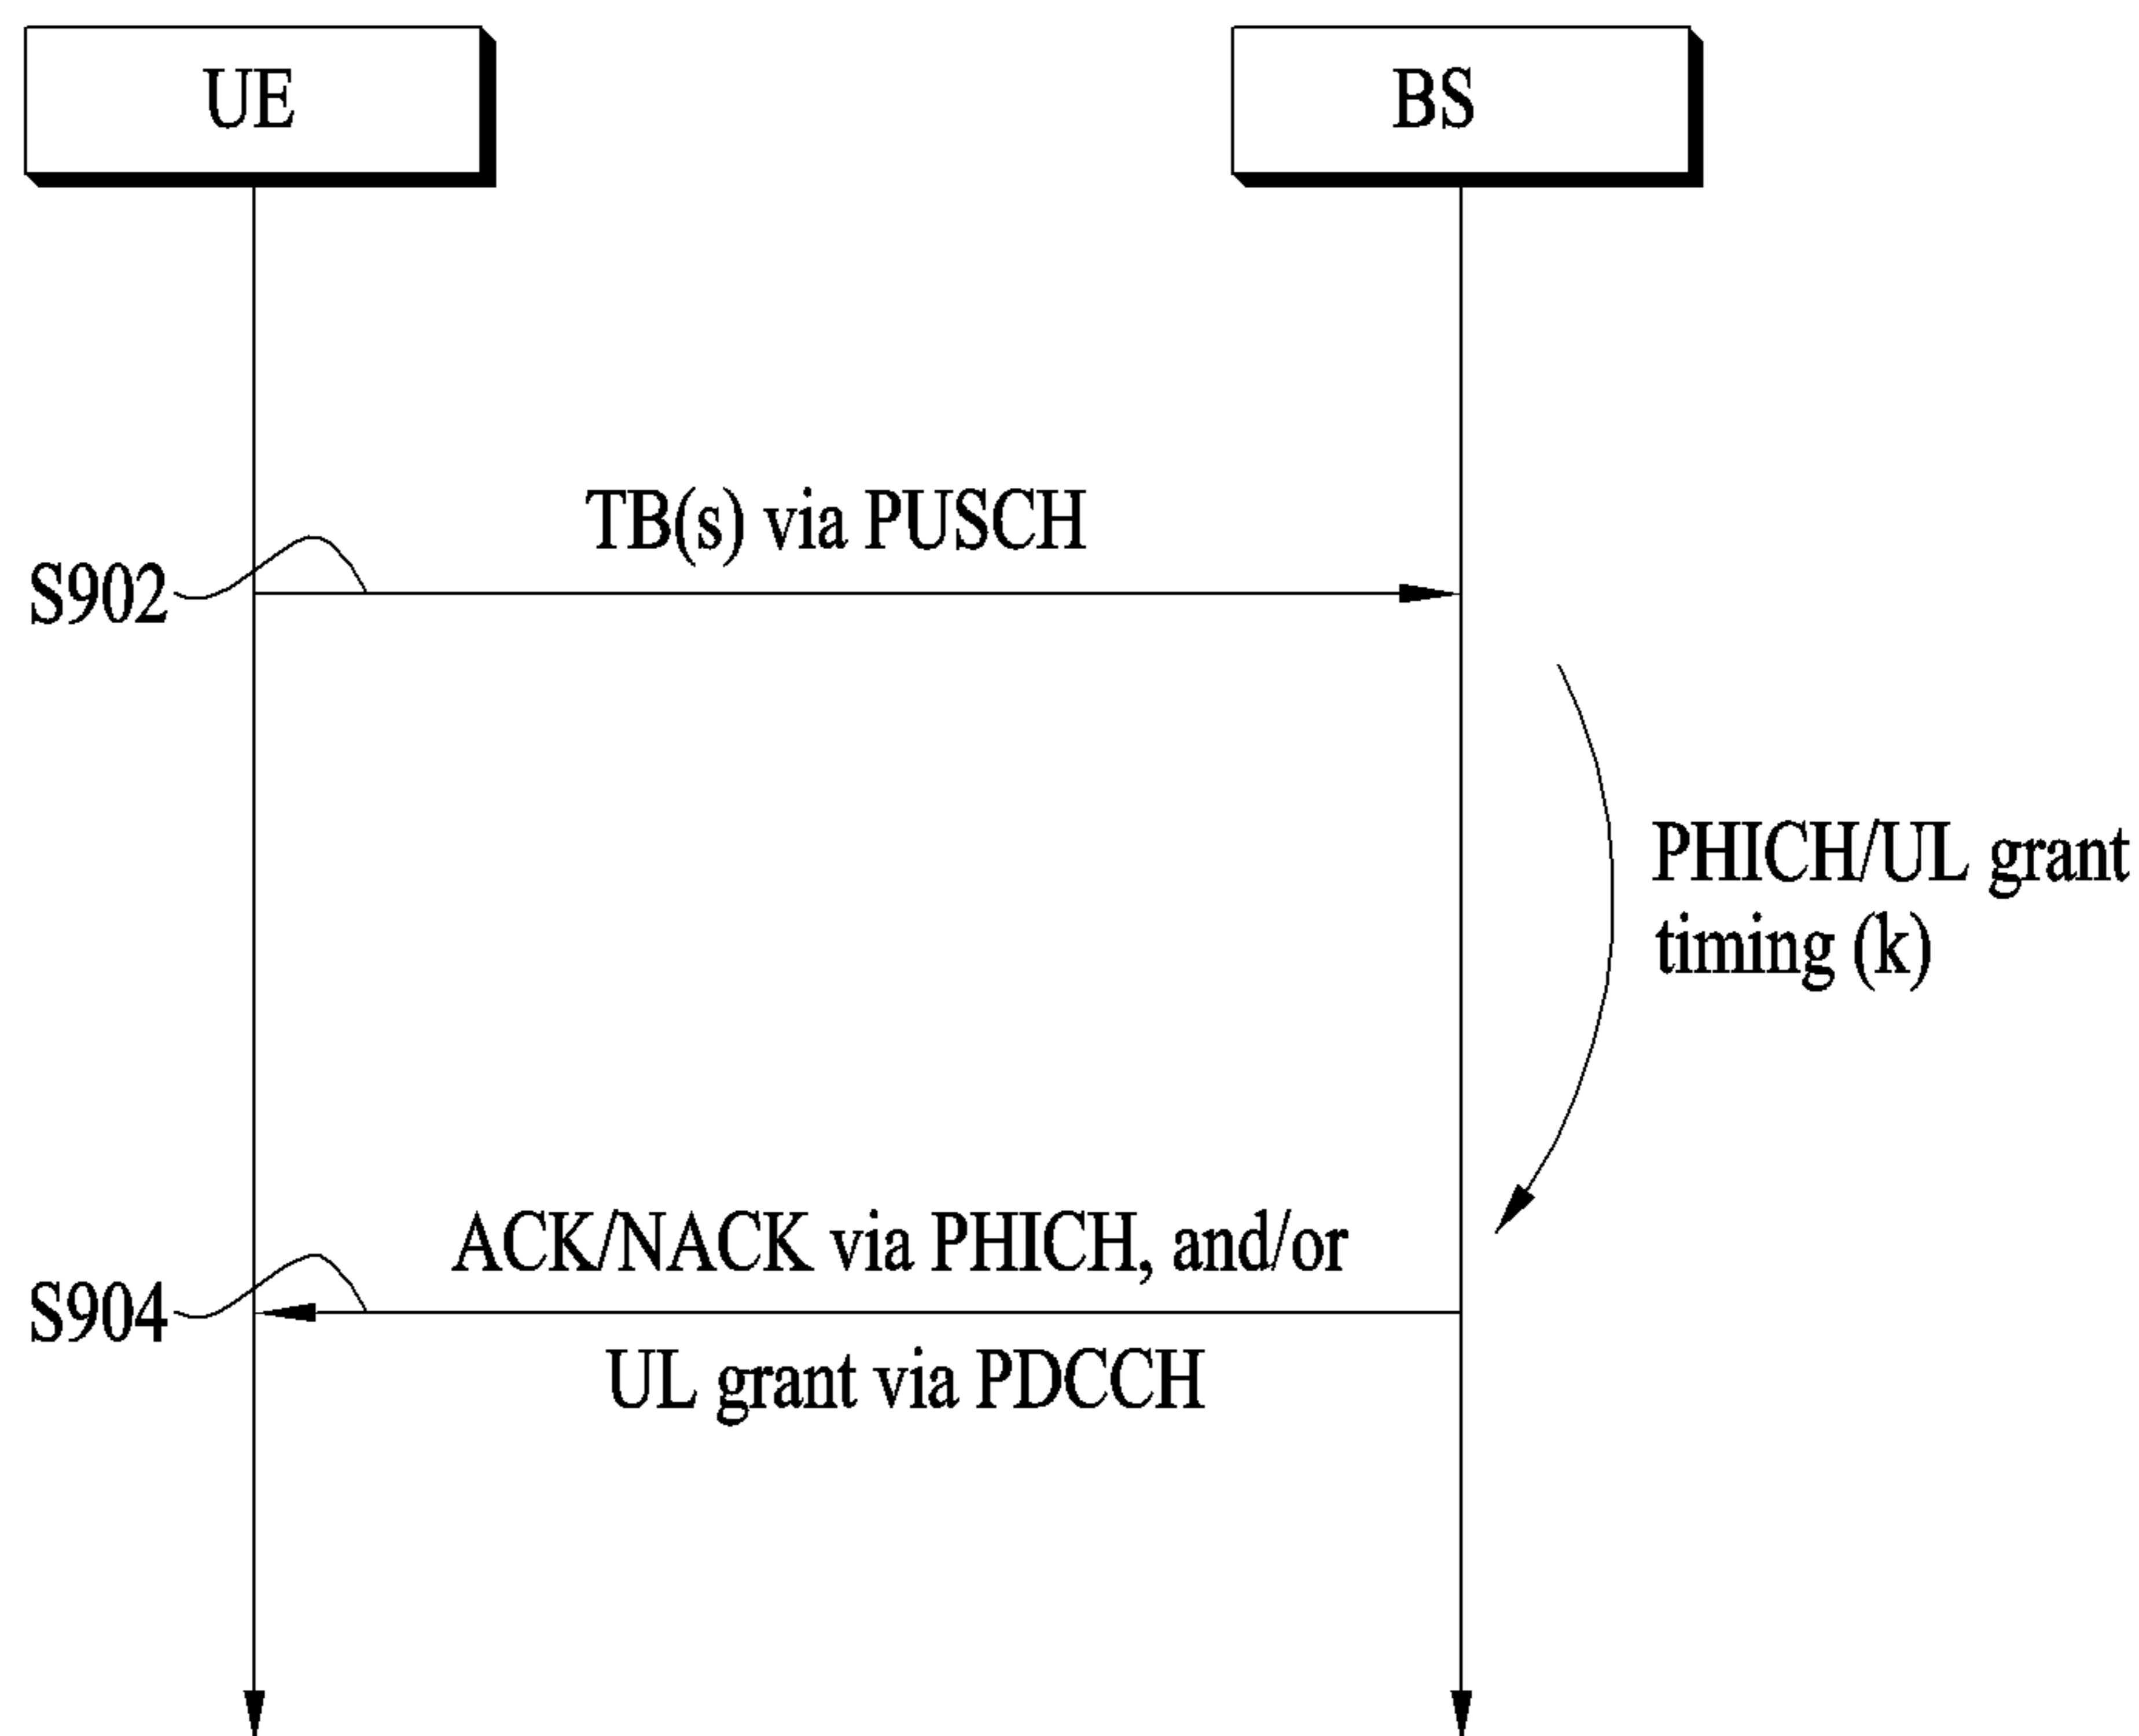 UE
BS
TB(s) via PUSCH
S902
PHICH/UL grant
timing (k)
ACK/NACK via PHICH, and/or
S904
UL grant via PDCCH